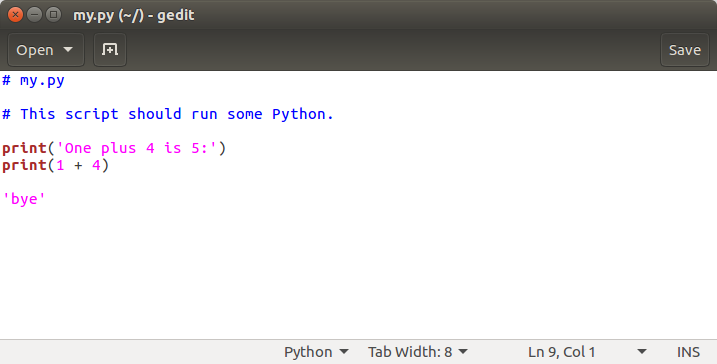 my.py (~/) - gedit
Open
Save
# my.py
# This script should run some Python.
print('One plus 4 is 5:')
print(1 + 4)
'bye'
Python Tab Width: 8 Ln 9, Col 1 INS